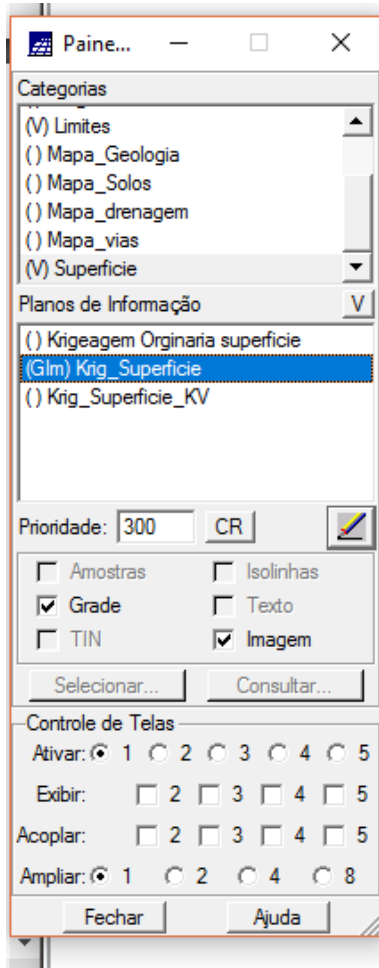 Paine...
Categorias
(V) Limites
( ) Mapa_Geologia
( ) Mapa_Solos
( ) Mapa_drenagem
( ) Mapa_vias
(V) Superficie
Planos de Informação V
( ) Krigeagem Orginaria superficie
(Glm) Krig_Superficie
( ) Krig_Superficie_KV
Prioridade: 300 CR
Amostras Isolinhas
Grade Texto
TIN Imagem
Selecionar... Consultar...
Controle de Telas
Ativar: 1 2 3 4 5
Exibir: 2 3 4 5
Acoplar: 2 3 4 5
Ampliar: 1 2 4 8
Fechar Ajuda